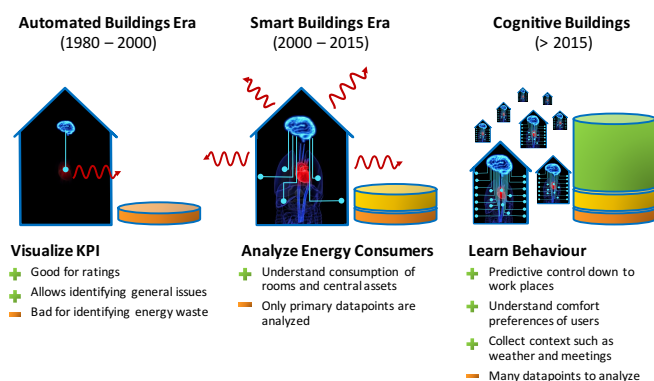 Automated Buildings Era
(1980 – 2000)
Smart Buildings Era
(2000 – 2015)
Cognitive Buildings
(> 2015)
Visualize KPI
Good for ratings
Allows identifying general issues
Bad for identifying energy waste
Analyze Energy Consumers
Understand consumption of
rooms and central assets
Only primary datapoints are
analyzed
Learn Behaviour
Predictive control down to
work places
Understand comfort
preferences of users
Collect context such as
weather and meetings
Many datapoints to analyze